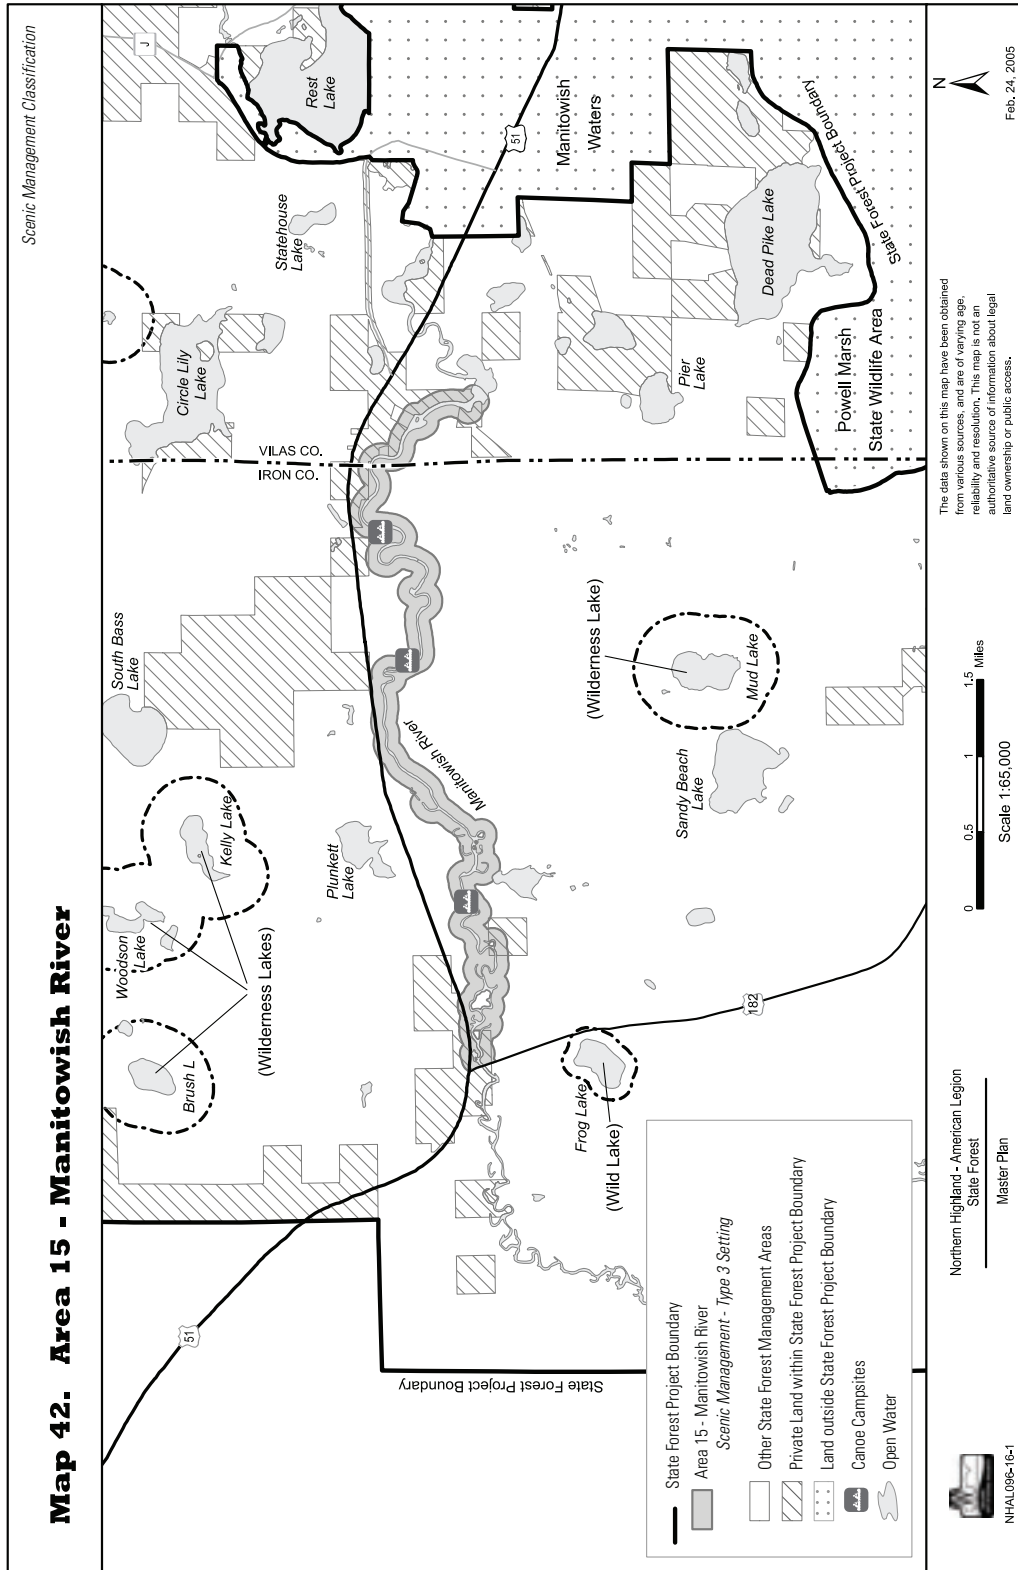 Map 42.  Area 15 - Manitowish River
Scenic Management Classification
51
Brush L
Woodson
Lake
Kelly Lake
(Wilderness Lakes)
South Bass
Lake
Plunkett
Lake
Circle Lily
Lake
Statehouse
Lake
Rest
Lake
J
VILAS CO.
IRON CO.
Manitowish River
51
Manitowish
Waters
(Wilderness Lake)
Mud Lake
Sandy Beach
Lake
182
Frog Lake
(Wild Lake)
Pier
Lake
Dead Pike Lake
State Forest Project Boundary
Powell Marsh
State Wildlife Area
State Forest Project Boundary
State Forest Project Boundary
Area 15 - Manitowish River
Scenic Management - Type 3 Setting
Other State Forest Management Areas
Private Land within State Forest Project Boundary
Land outside State Forest Project Boundary
Canoe Campsites
Open Water
NHAL096-16-1
Northern Highland - American Legion
State Forest
Master Plan
0 0.5 1 1.5
Miles
Scale 1:65,000
The data shown on this map have been obtained
from various sources, and are of varying age,
reliability and resolution. This map is not an
authoritative source of information about legal
land ownership or public access.
N
Feb. 24, 2005